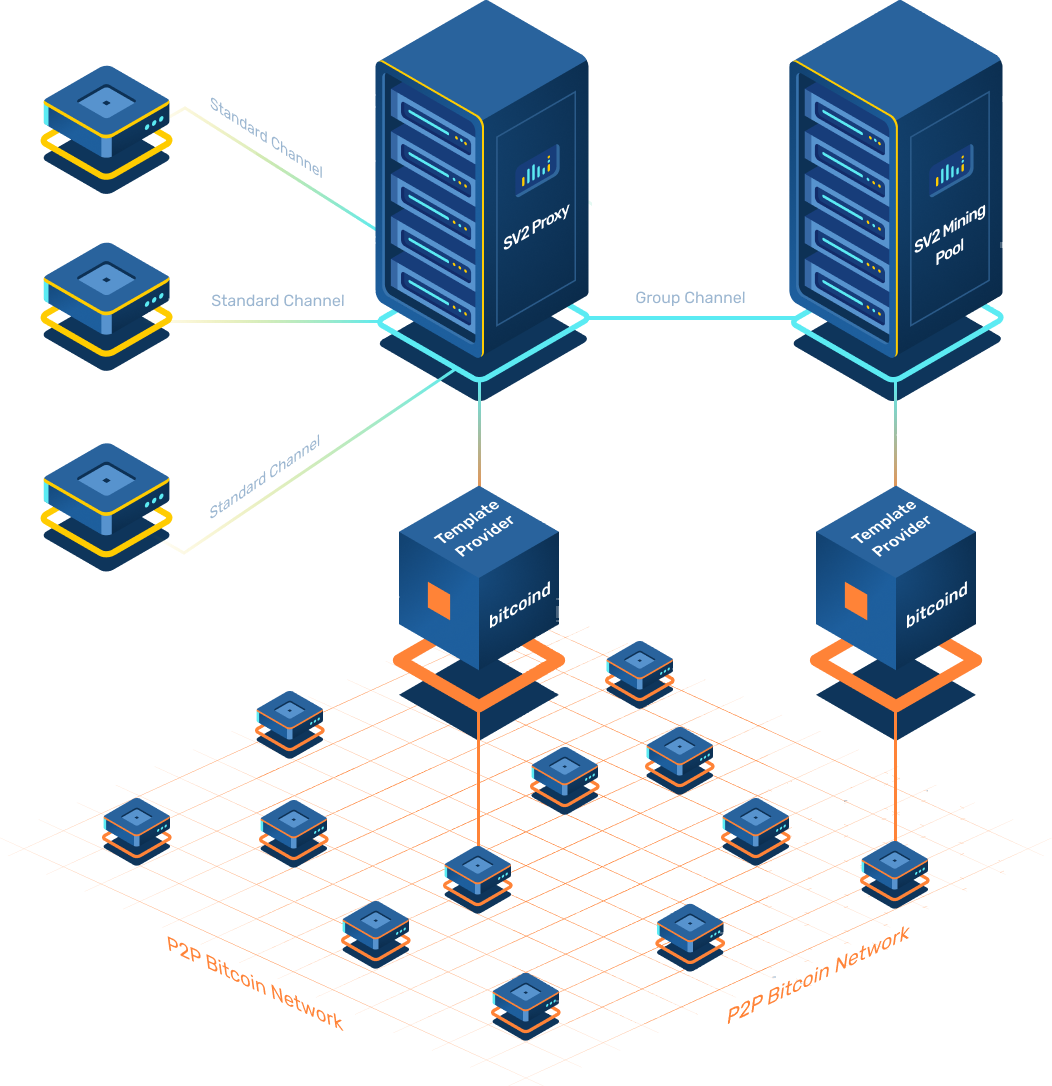 Standard Channel
SV2 Proxy
SV2 Mining
Pool
Standard Channel
Group Channel
Standard Channel
Template
Provider
bitcoind
Template
Provider
bitcoind
P2P Bitcoin Network
P2P Bitcoin Network